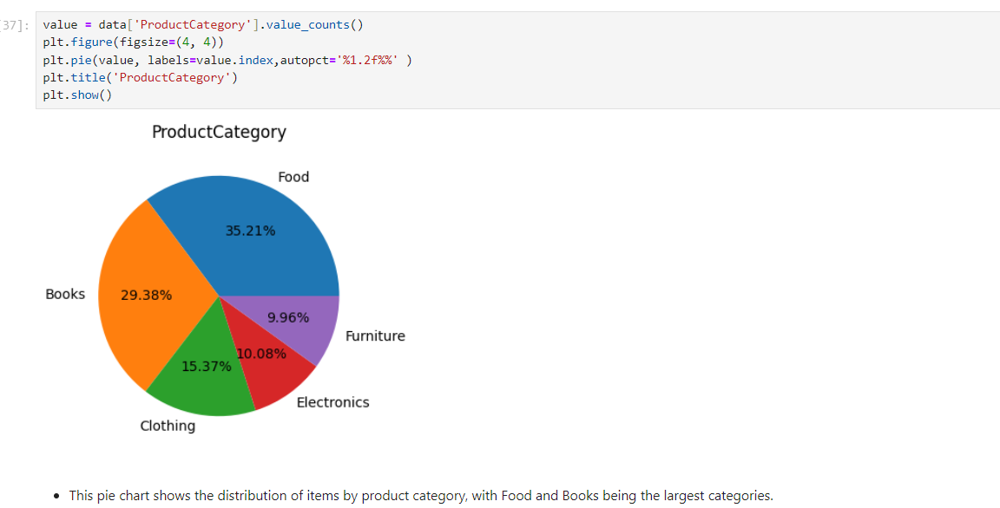 37]:
value = data['ProductCategory'].value_counts()
plt.figure(figsize=(4, 4))
plt.pie(value, labels=value.index,autopct='%1.2f%%' )
plt.title('ProductCategory')
plt.show()
ProductCategory
Food
35.21%
Books
29.38%
9.96%
Furniture
10.08%
15.37%
Electronics
Clothing
• This pie chart shows the distribution of items by product category, with Food and Books being the largest categories.